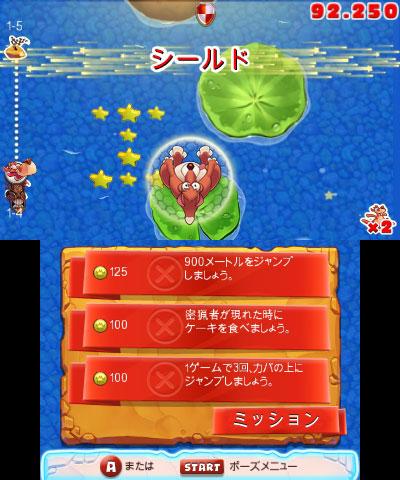 1-5
92.250
シールド
1-4
×2
125
900メートルをジャンプ
しましょう。
100
密猟者が現れた時に
ケーキを食べましょう。
100
1ゲームで3回、カバの上に
ジャンプしましょう。
ミッション
A または START ポーズメニュー